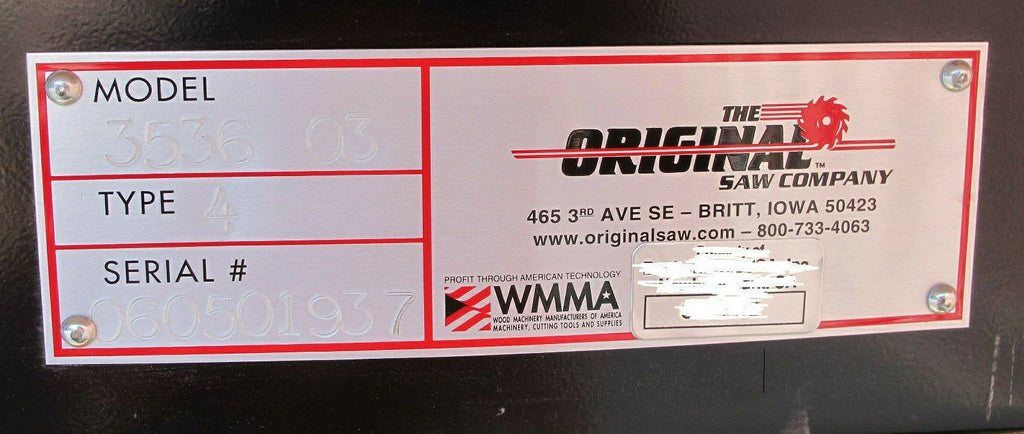 MODEL
3536 03
TYPE 4
SERIAL #
060501937
THE
ORIGINAL™
SAW COMPANY
465 3RD AVE SE – BRITT, IOWA 50423
www.originalsaw.com – 800-733-4063
PROFIT THROUGH AMERICAN TECHNOLOGY
WMMA
WOOD MACHINERY MANUFACTURERS OF AMERICA
MACHINERY, CUTTING TOOLS AND SUPPLIES